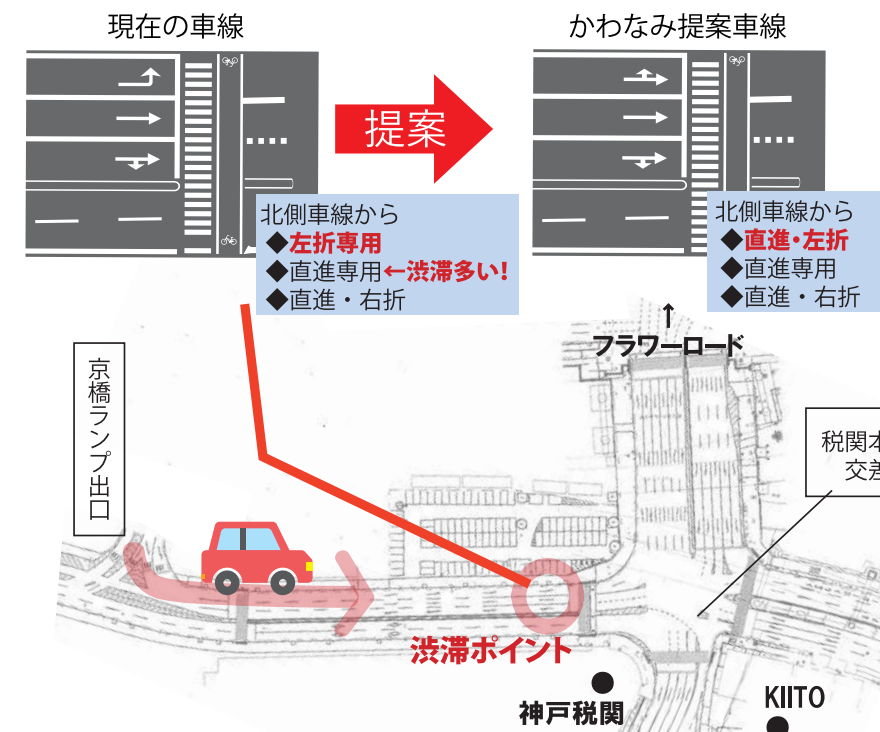 現在の車線
かわなみ提案車線
提案
北側車線から
◆左折専用
◆直進専用←渋滞多い!
◆直進・右折
北側車線から
◆直進・左折
◆直進専用
◆直進・右折
↑
フラワーロード
京橋ランプ出口
税関本
交差
渋滞ポイント
神戸税関
KIITO